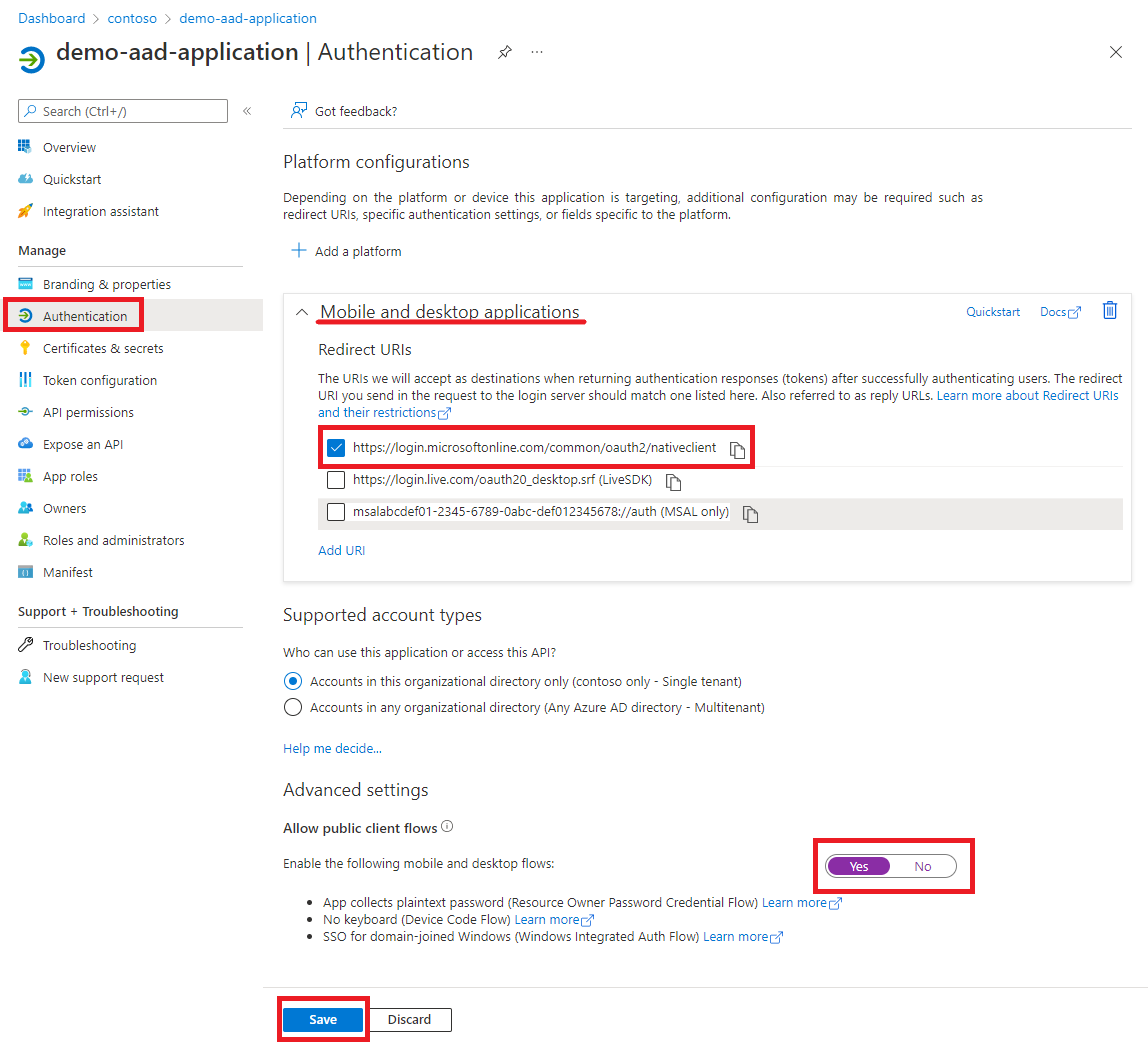 Dashboard > contoso > demo-aad-application
demo-aad-application | Authentication
Search (Ctrl+/)
Overview
Quickstart
Integration assistant
Manage
Branding & properties
Authentication
Certificates & secrets
Token configuration
API permissions
Expose an API
App roles
Owners
Roles and administrators
Manifest
Support + Troubleshooting
Troubleshooting
New support request
Got feedback?
Platform configurations
Depending on the platform or device this application is targeting, additional configuration may be required such as
redirect URIs, specific authentication settings, or fields specific to the platform.
Add a platform
Mobile and desktop applications
Quickstart
Docs
Redirect URIs
The URIs we will accept as destinations when returning authentication responses (tokens) after successfully authenticating users. The redirect
URI you send in the request to the login server should match one listed here. Also referred to as reply URLs. Learn more about Redirect URIs
and their restrictions
https://login.microsoftonline.com/common/oauth2/nativeclient
https://login.live.com/oauth20_desktop.srf (LiveSDK)
msalabcdef01-2345-6789-0abc-def012345678://auth (MSAL only)
Add URI
Supported account types
Who can use this application or access this API?
Accounts in this organizational directory only (contoso only - Single tenant)
Accounts in any organizational directory (Any Azure AD directory - Multitenant)
Help me decide...
Advanced settings
Allow public client flows
Enable the following mobile and desktop flows:
Yes
No
• App collects plaintext password (Resource Owner Password Credential Flow) Learn more
• No keyboard (Device Code Flow) Learn more
• SSO for domain-joined Windows (Windows Integrated Auth Flow) Learn more
Save
Discard